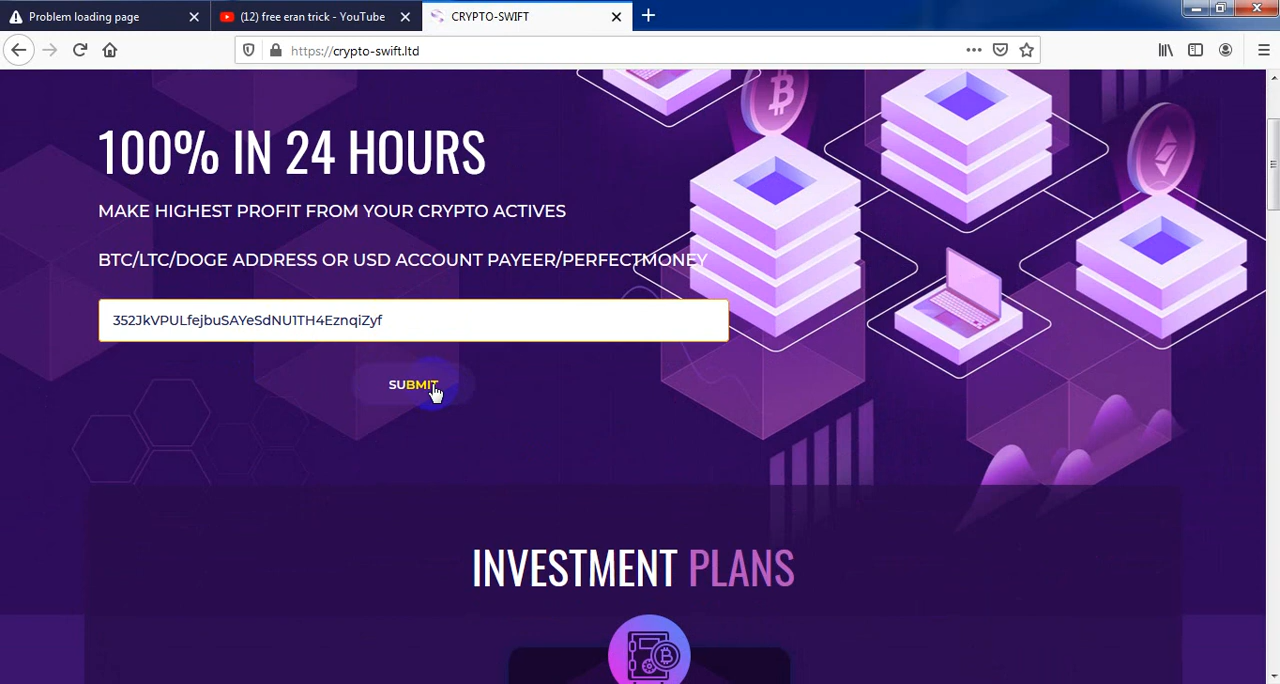 Problem loading page
(12) free eran trick - YouTube
CRYPTO-SWIFT
https://crypto-swift.ltd
100% IN 24 HOURS
MAKE HIGHEST PROFIT FROM YOUR CRYPTO ACTIVES
BTC/LTC/DOGE ADDRESS OR USD ACCOUNT PAYEER/PERFECTMONEY
352JkVPULfejbuSAYeSdNU1TH4EznqiZyf
SUBMIT
INVESTMENT PLANS